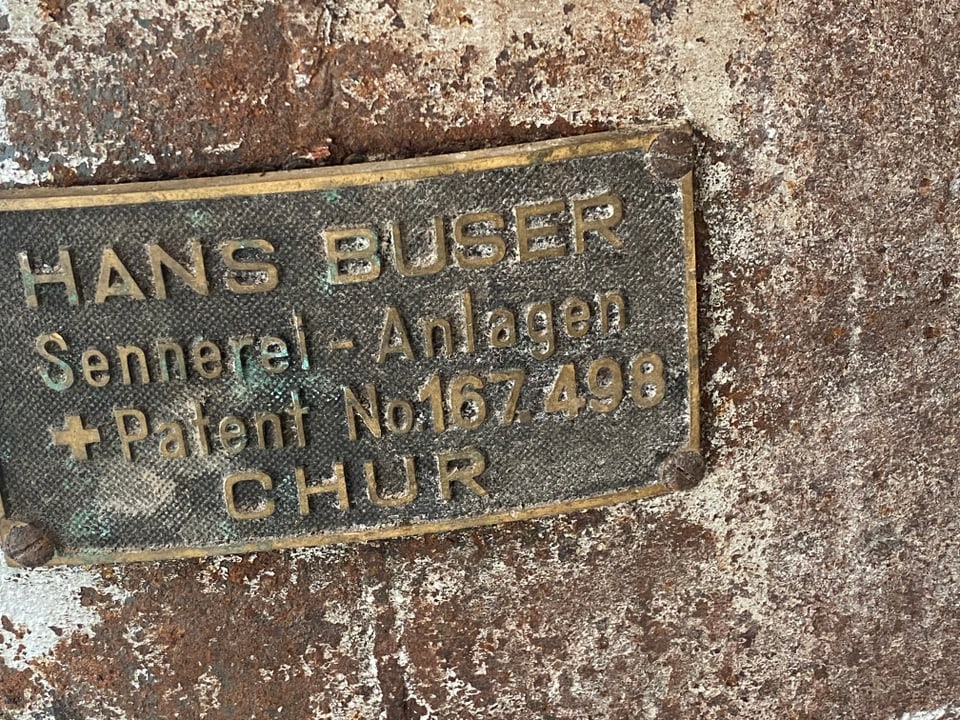 HANS BUSER
Sennerei-Anlagen
+ Patent No. 167.498
CHUR